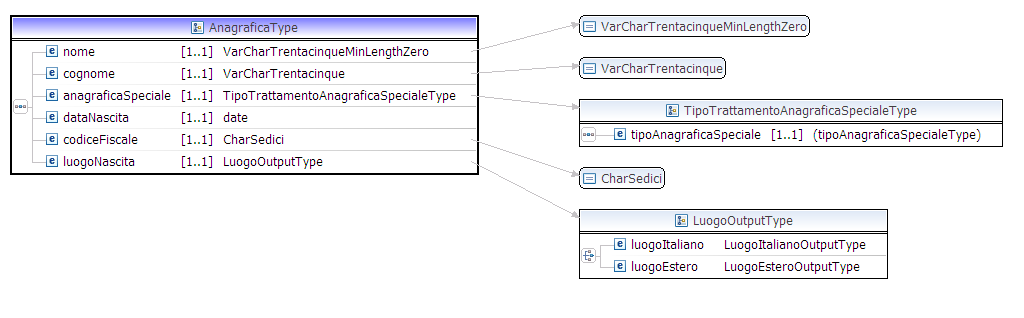 AnagraficaType
e nome [1..1] VarCharTrentacinqueMinLengthZero
e cognome [1..1] VarCharTrentacinque
e anagraficaSpeciale [1..1] TipoTrattamentoAnagraficaSpecialeType
e dataNascita [1..1] date
e codiceFiscale [1..1] CharSedici
e luogoNascita [1..1] LuogoOutputType
VarCharTrentacinqueMinLengthZero
VarCharTrentacinque
TipoTrattamentoAnagraficaSpecialeType
e tipoAnagraficaSpeciale [1..1] (tipoAnagraficaSpecialeType)
CharSedici
LuogoOutputType
e luogoItaliano LuogoItalianoOutputType
e luogoEstero LuogoEsteroOutputType